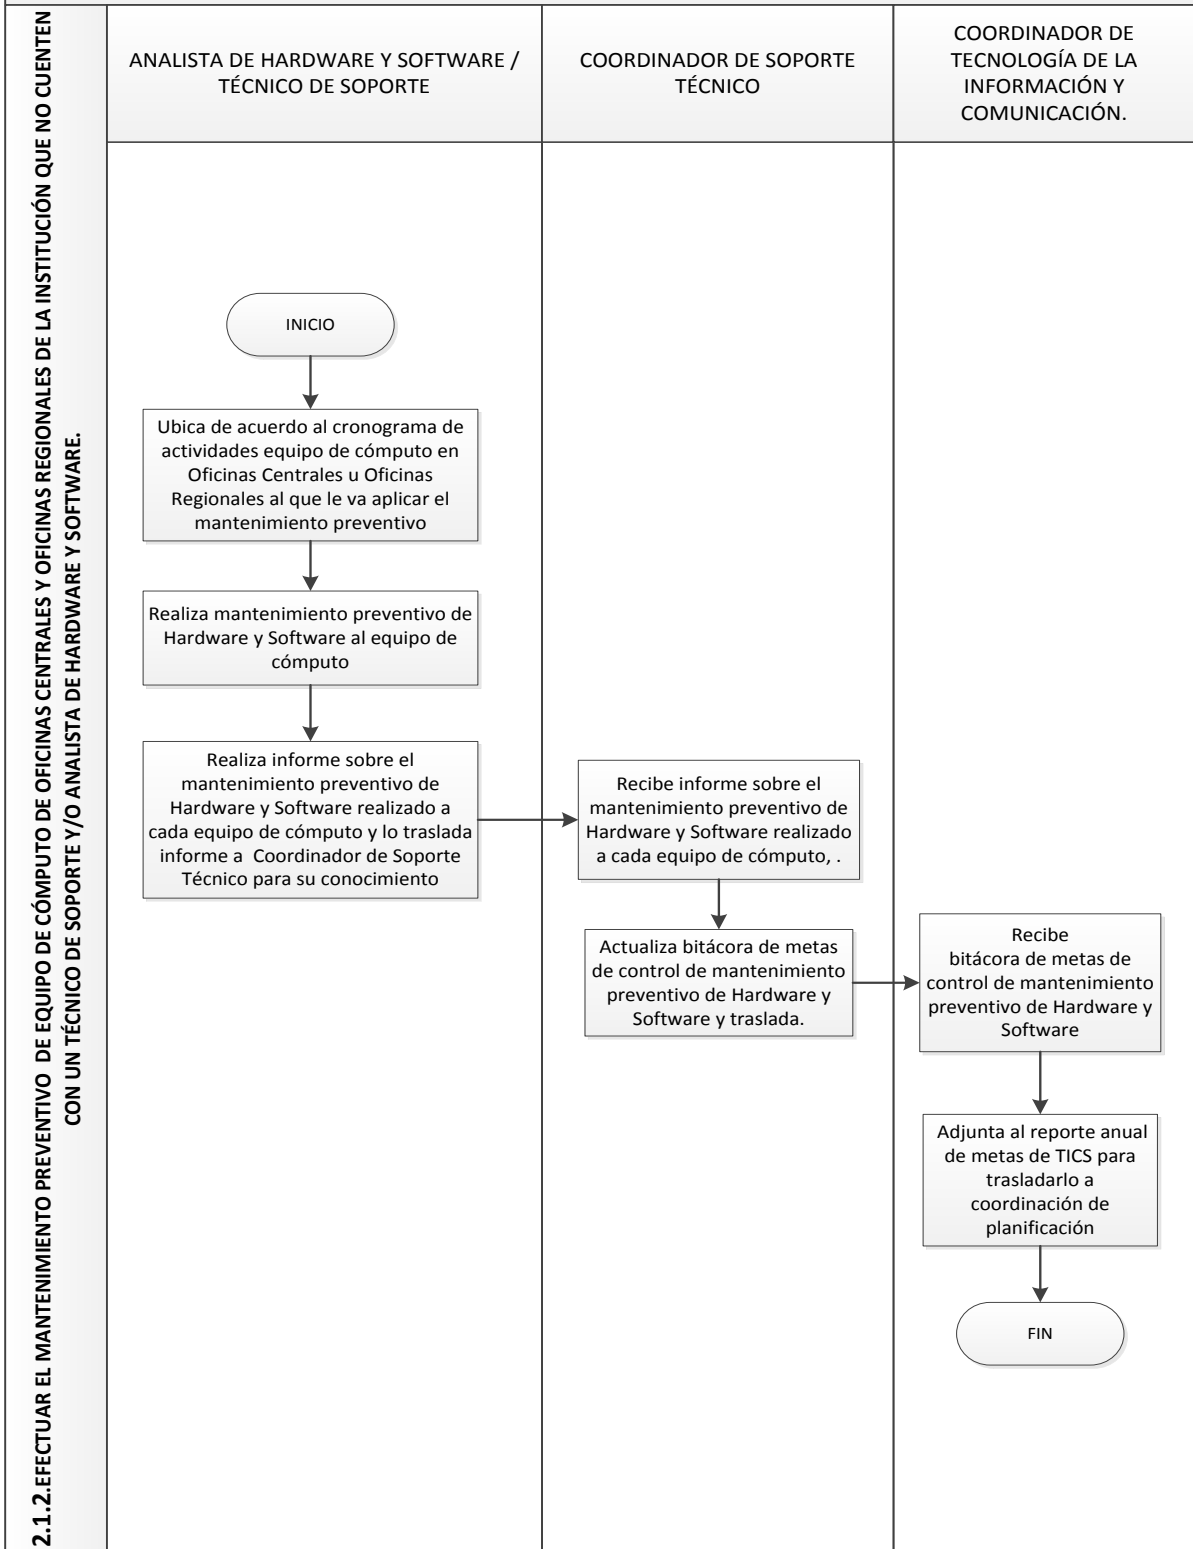 2.1.2.EFECTUAR EL MANTENIMIENTO PREVENTIVO  DE EQUIPO DE CÓMPUTO DE OFICINAS CENTRALES Y OFICINAS REGIONALES DE LA INSTITUCIÓN QUE NO CUENTEN
CON UN TÉCNICO DE SOPORTE Y/O ANALISTA DE HARDWARE Y SOFTWARE.
ANALISTA DE HARDWARE Y SOFTWARE /
TÉCNICO DE SOPORTE
COORDINADOR DE SOPORTE
TÉCNICO
COORDINADOR DE
TECNOLOGÍA DE LA
INFORMACIÓN Y
COMUNICACIÓN.
INICIO
Ubica de acuerdo al cronograma de
actividades equipo de cómputo en
Oficinas Centrales u Oficinas
Regionales al que le va aplicar el
mantenimiento preventivo
Realiza mantenimiento preventivo de
Hardware y Software al equipo de
cómputo
Realiza informe sobre el
mantenimiento preventivo de
Hardware y Software realizado a
cada equipo de cómputo y lo traslada
informe a  Coordinador de Soporte
Técnico para su conocimiento
Recibe informe sobre el
mantenimiento preventivo de
Hardware y Software realizado
a cada equipo de cómputo, .
Actualiza bitácora de metas
de control de mantenimiento
preventivo de Hardware y
Software y traslada.
Recibe
bitácora de metas de
control de mantenimiento
preventivo de Hardware y
Software
Adjunta al reporte anual
de metas de TICS para
trasladarlo a
coordinación de
planificación
FIN